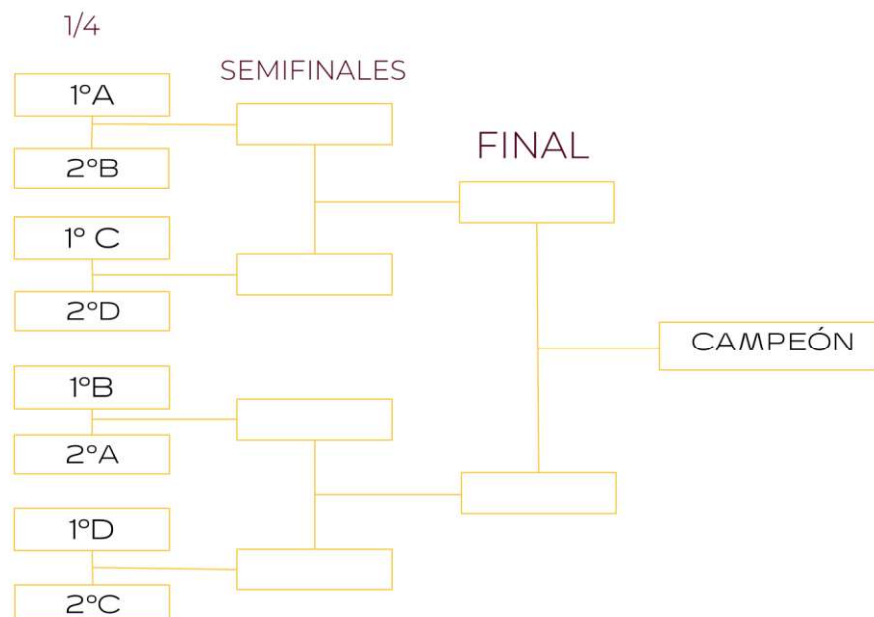 1/4
SEMIFINALES
FINAL
1ºA
2ºB
1º C
2ºD
1ºB
2ºA
1ºD
2ºC
CAMPEÓN